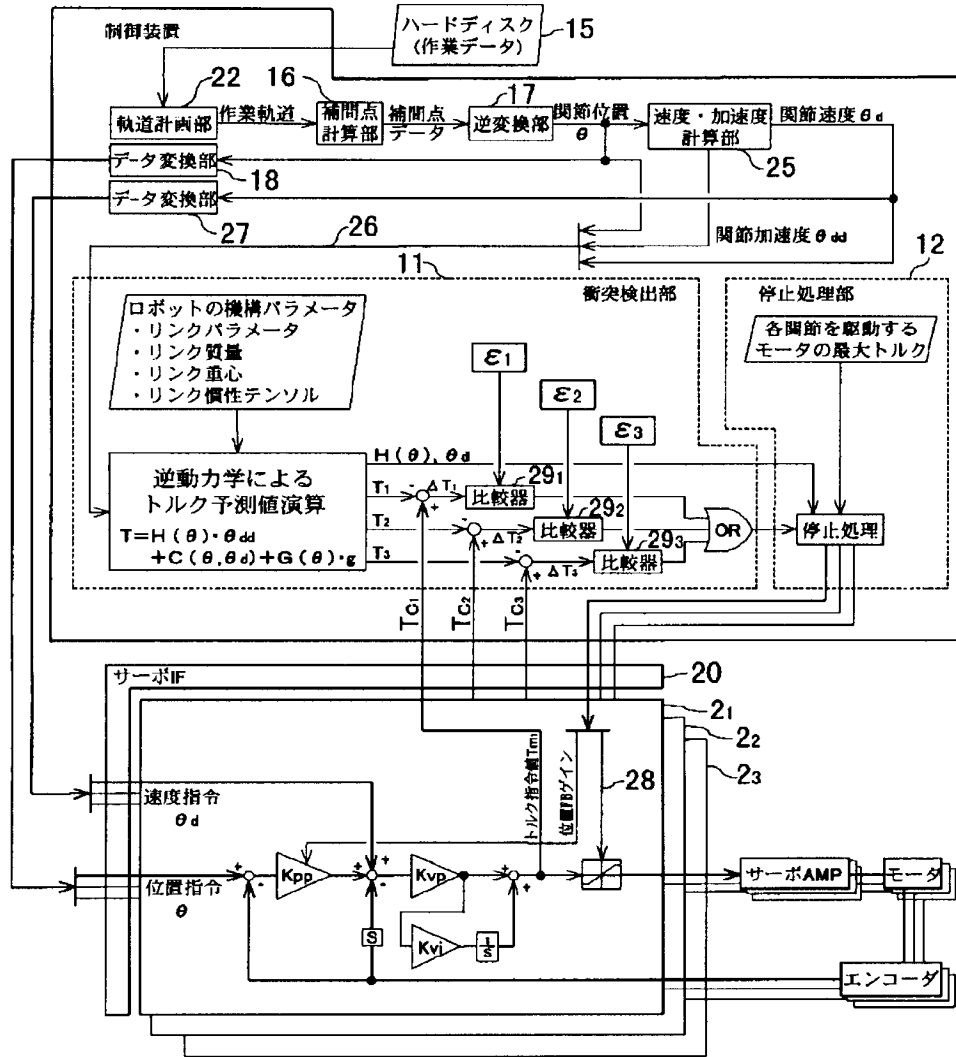 制御装置
ハードディスク
(作業データ)
15
22
軌道計画部
作業軌道
16
補間点
計算部
補間点
データ
17
逆変換部
関節位置
θ
速度・加速度
計算部
25
関節速度θd
データ変換部
18
データ変換部
27
26
関節加速度θdd
11
衝突検出部
12
停止処理部
ロボットの機構パラメータ
・リンクパラメータ
・リンク質量
・リンク重心
・リンク慣性テンソル
各関節を駆動する
モータの最大トルク
ε1
ε2
ε3
逆動力学による
トルク予測値演算
T=H(θ)・θdd
+C(θ,θd)+G(θ)・g
H(θ),θd
T1
-
+
ΔT1
比較器
29₁
T2
-
+
ΔT2
比較器
29₂
T3
-
+
ΔT3
比較器
29₃
OR
停止処理
TC1
TC2
TC3
サーボIF
20
2₁
2₂
2₃
トルク指令値Tm1
位置FBゲイン
28
速度指令
θd
位置指令
θ
+
-
Kpp
+
+
-
Kvp
+
+
Kvi
1/S
S
サーボAMP
モータ
エンコーダ